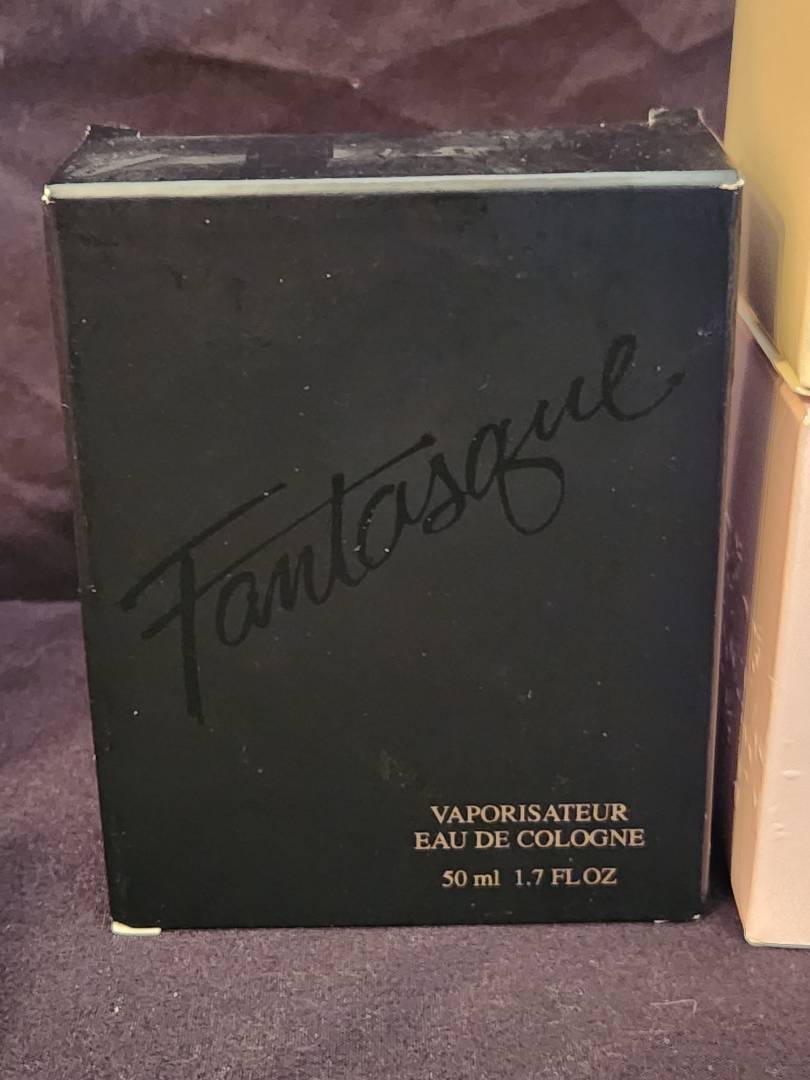 Fantasque
VAPORISATEUR
EAU DE COLOGNE
50 ml 1.7 FL OZ